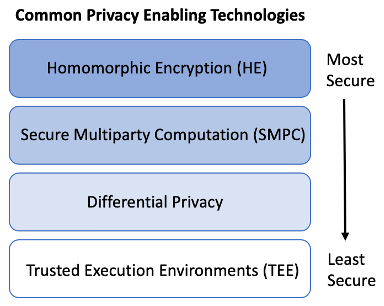 Common Privacy Enabling Technologies
Homomorphic Encryption (HE)
Most
Secure
Secure Multiparty Computation (SMPC)
Differential Privacy
Trusted Execution Environments (TEE)
Least
Secure